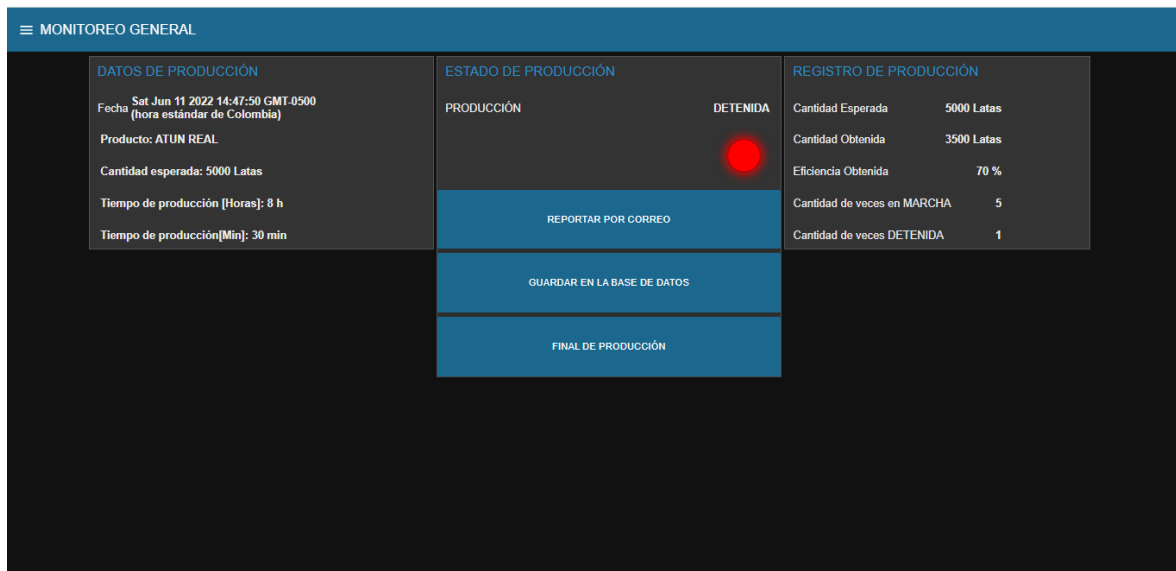 ≡ MONITOREO GENERAL
DATOS DE PRODUCCIÓN
Fecha Sat Jun 11 2022 14:47:50 GMT-0500
(hora estándar de Colombia)
Producto: ATUN REAL
Cantidad esperada: 5000 Latas
Tiempo de producción [Horas]: 8 h
Tiempo de producción[Min]: 30 min
ESTADO DE PRODUCCIÓN
PRODUCCIÓN DETENIDA
REPORTAR POR CORREO
GUARDAR EN LA BASE DE DATOS
FINAL DE PRODUCCIÓN
REGISTRO DE PRODUCCIÓN
Cantidad Esperada 5000 Latas
Cantidad Obtenida 3500 Latas
Eficiencia Obtenida 70 %
Cantidad de veces en MARCHA 5
Cantidad de veces DETENIDA 1